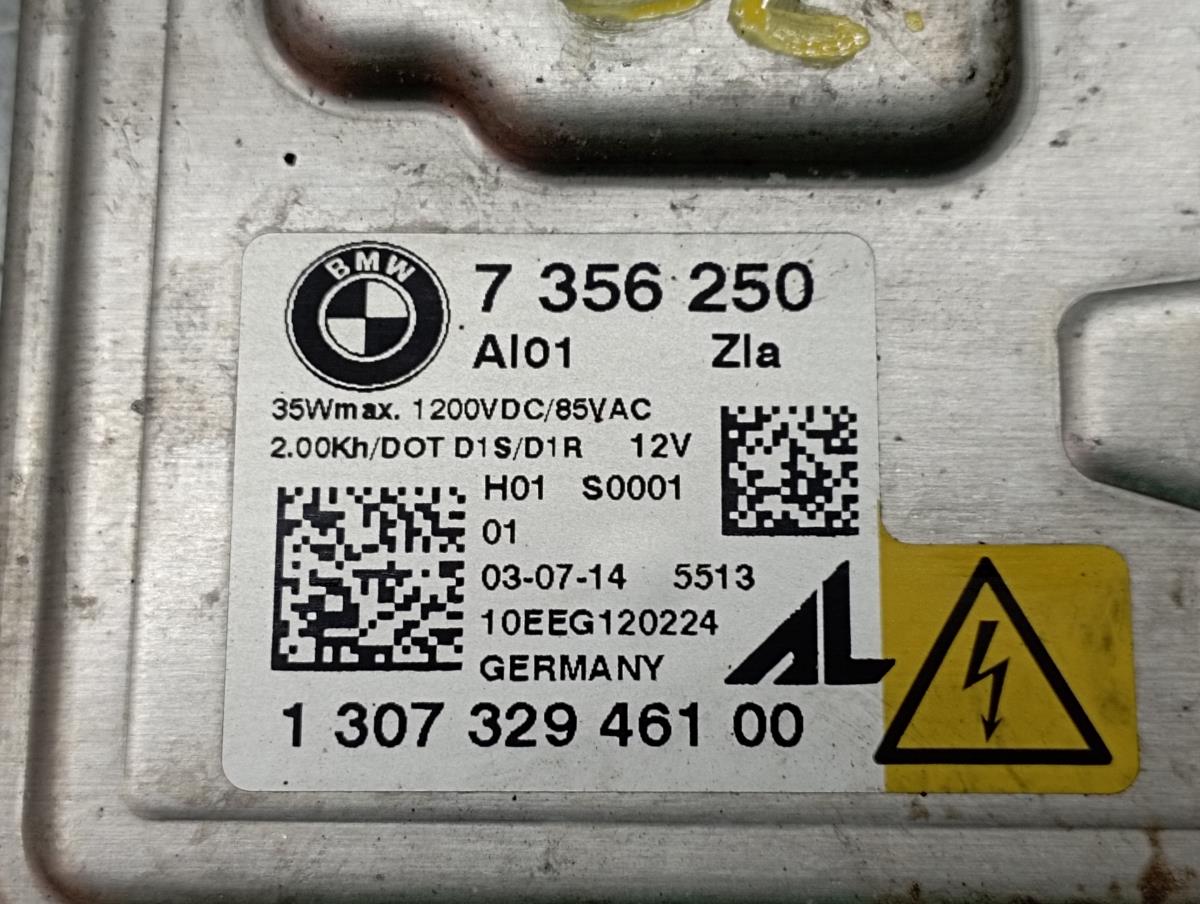 BMW
7 356 250
AI01 ZIa
35Wmax. 1200VDC/85VAC
2.00Kh/DOT D1S/D1R 12V
H01 S0001
01
03-07-14 5513
10EEG120224
GERMANY
AL
1 307 329 461 00